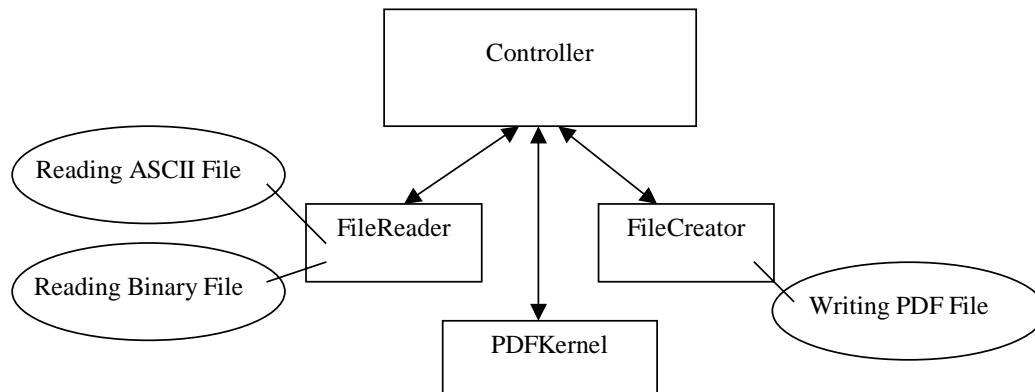 Controller
Reading ASCII File
FileReader
FileCreator
Reading Binary File
Writing PDF File
PDFKernel